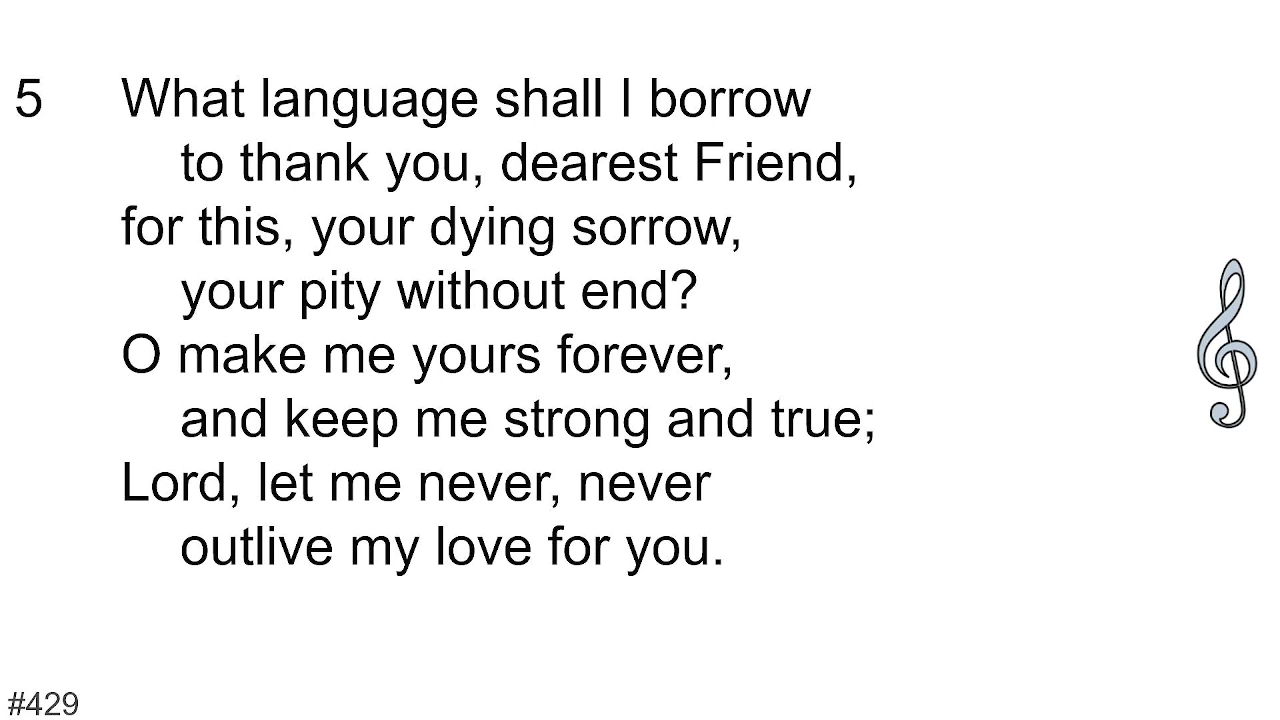 5 What language shall I borrow
to thank you, dearest Friend,
for this, your dying sorrow,
your pity without end?
O make me yours forever,
and keep me strong and true;
Lord, let me never, never
outlive my love for you.
#429